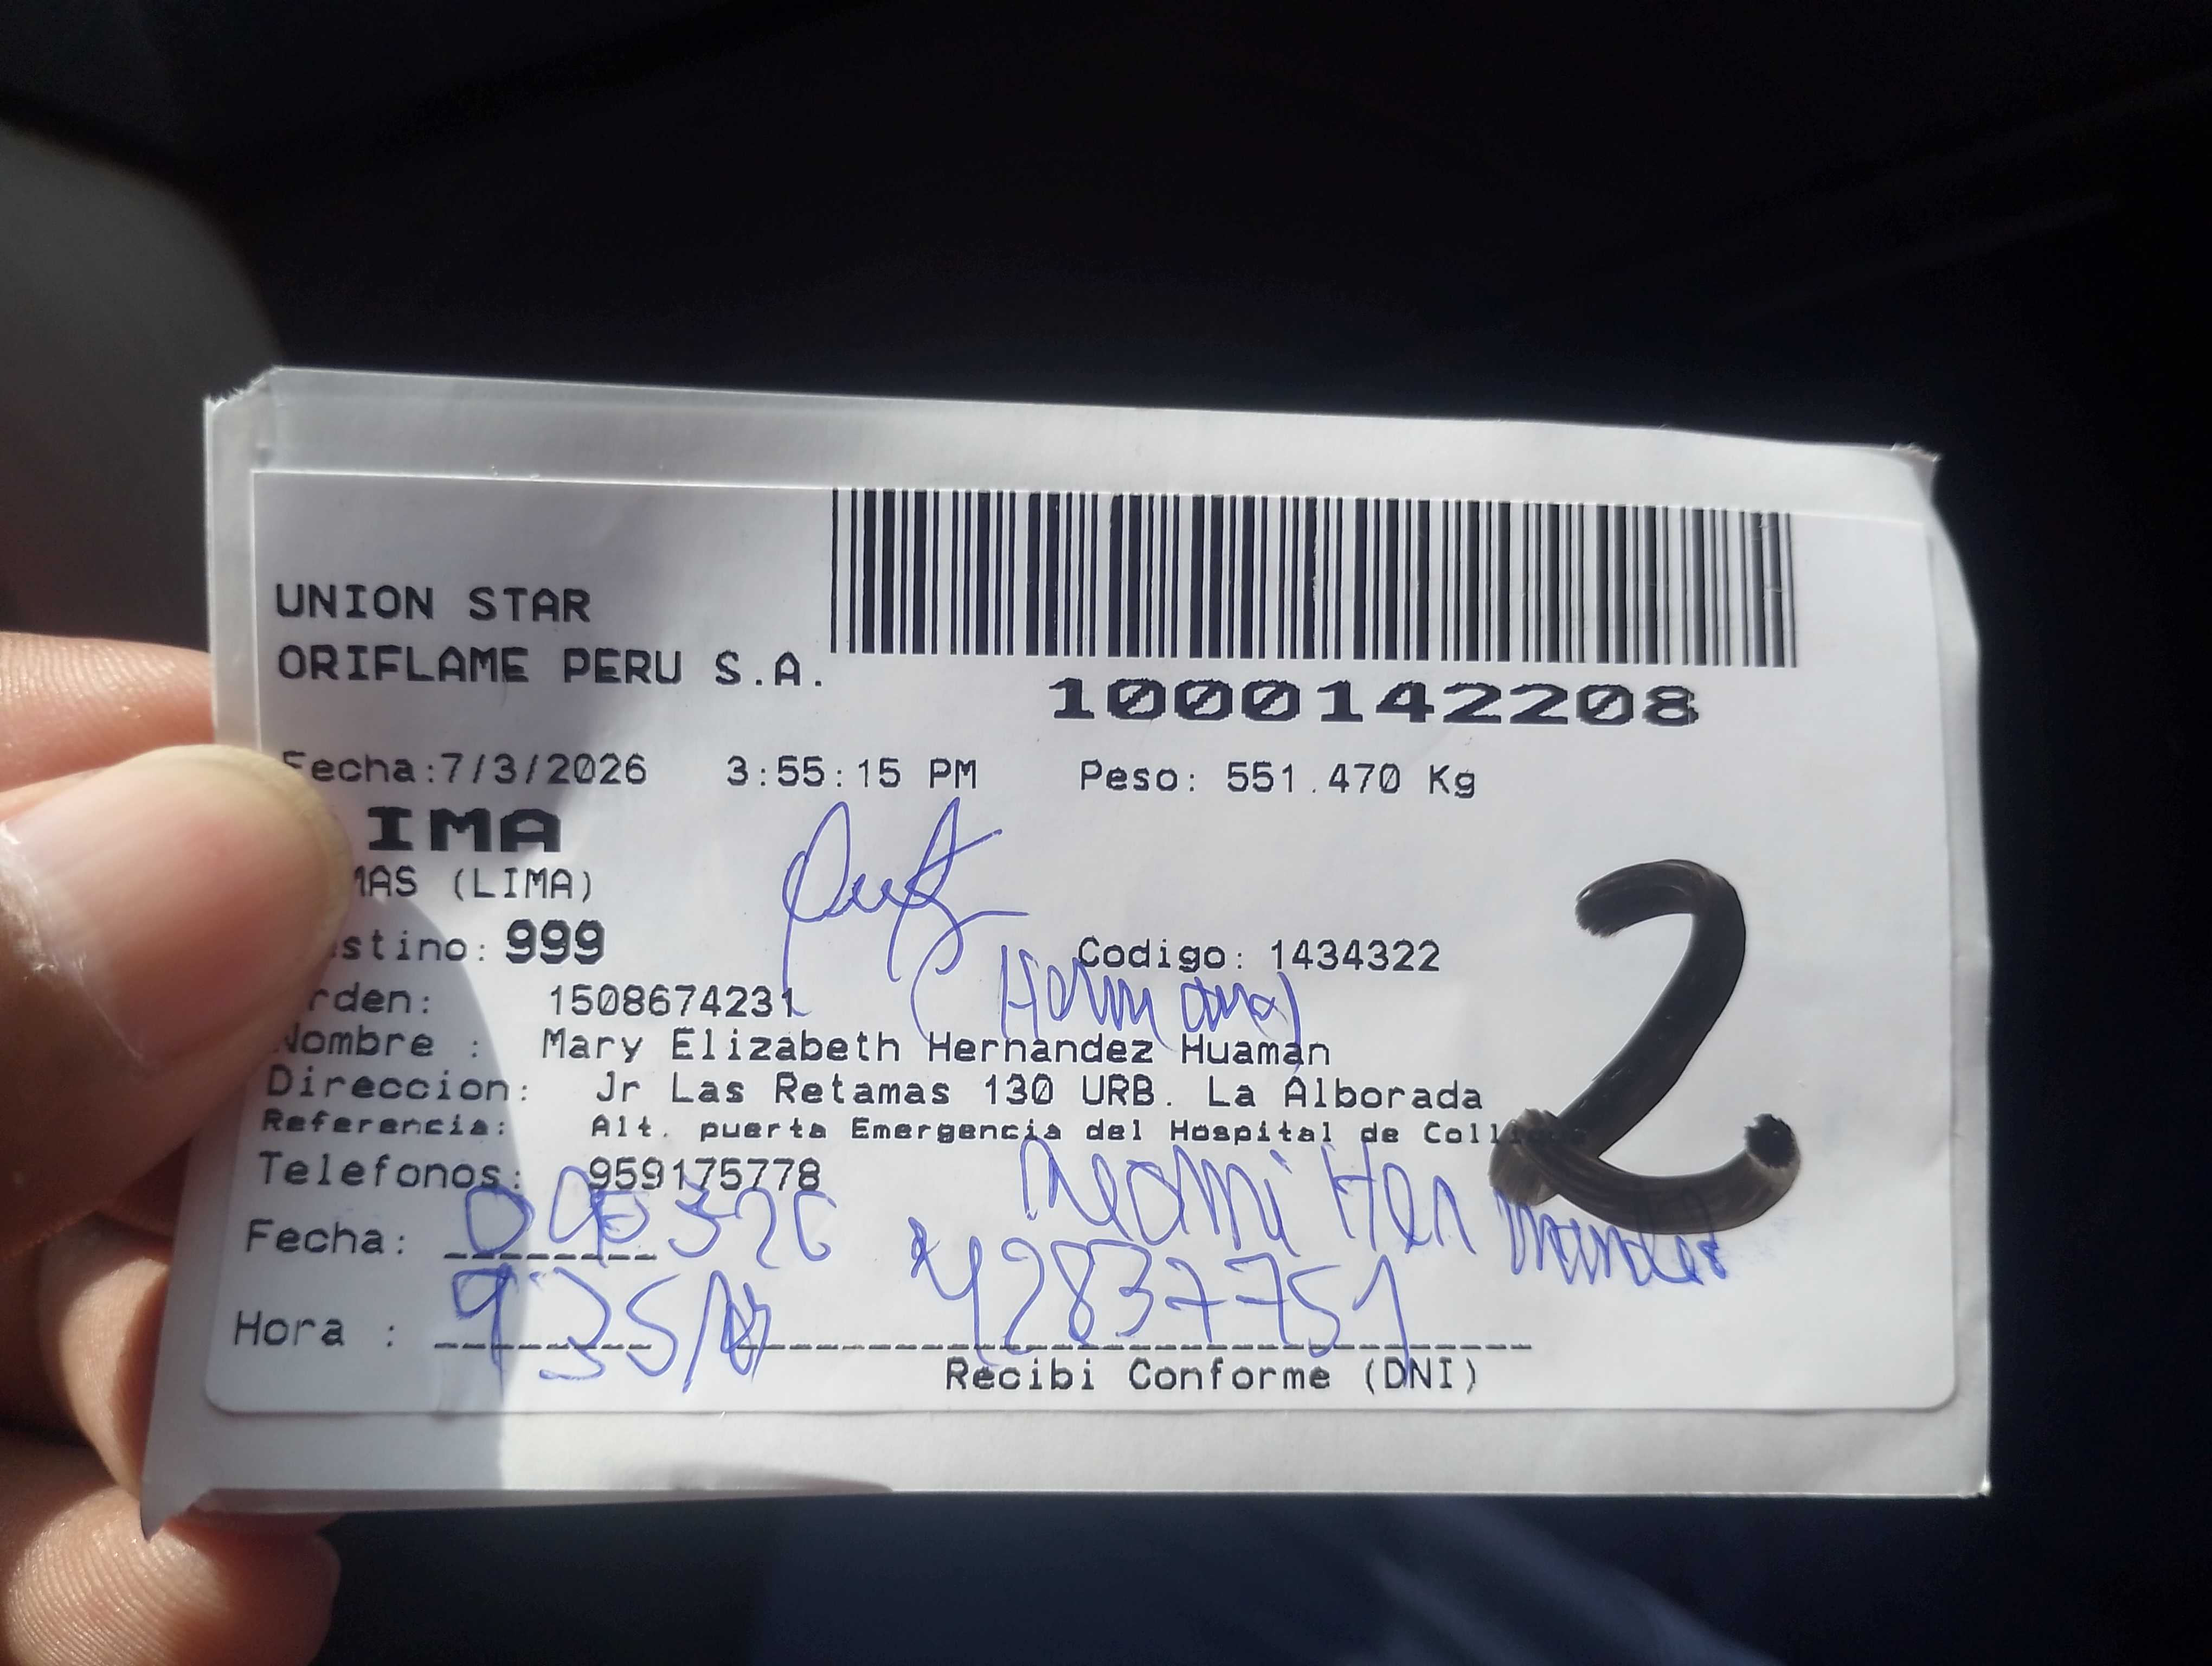 UNION STAR
ORIFLAME PERU S.A.
1000142208
Fecha:7/3/2026 3:55:15 PM Peso: 551.470 Kg
IMA
MAS (LIMA)
stino: 999 Codigo: 1434322
(Hermana)
rden: 1508674231
Nombre : Mary Elizabeth Hernandez Huaman
Direccion: Jr Las Retamas 130 URB. La Alborada
Referencia: Alt. puerta Emergencia del Hospital de Coll
Telefonos: 959175778
2
Fecha: Neomi Her
Hora : 935 42837751
Recibi Conforme (DNI)